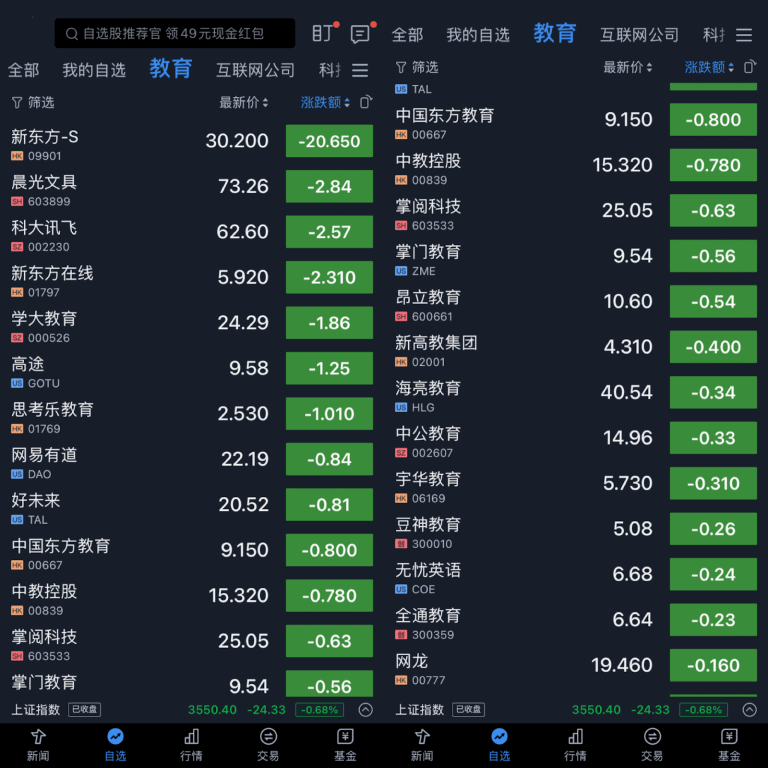 自选股推荐官 领49元现金红包 盯
全部 我的自选 教育 互联网公司 科
筛选 最新价 涨跌额
新东方-S 30.200 -20.650
HK 09901
晨光文具 73.26 -2.84
SH 603899
科大讯飞 62.60 -2.57
SZ 002230
新东方在线 5.920 -2.310
HK 01797
学大教育 24.29 -1.86
SZ 000526
高途 9.58 -1.25
US GOTU
思考乐教育 2.530 -1.010
HK 01769
网易有道 22.19 -0.84
US DAO
好未来 20.52 -0.81
US TAL
中国东方教育 9.150 -0.800
HK 00667
中教控股 15.320 -0.780
HK 00839
掌阅科技 25.05 -0.63
SH 603533
掌门教育 9.54 -0.56
上证指数 已收盘 3550.40 -24.33 -0.68%
新闻 自选 行情 交易 基金
全部 我的自选 教育 互联网公司 科
筛选 最新价 涨跌额
US TAL
中国东方教育 9.150 -0.800
HK 00667
中教控股 15.320 -0.780
HK 00839
掌阅科技 25.05 -0.63
SH 603533
掌门教育 9.54 -0.56
US ZME
昂立教育 10.60 -0.54
SH 600661
新高教集团 4.310 -0.400
HK 02001
海亮教育 40.54 -0.34
US HLG
中公教育 14.96 -0.33
SZ 002607
宇华教育 5.730 -0.310
HK 06169
豆神教育 5.08 -0.26
创 300010
无忧英语 6.68 -0.24
US COE
全通教育 6.64 -0.23
创 300359
网龙 19.460 -0.160
HK 00777
上证指数 已收盘 3550.40 -24.33 -0.68%
新闻 自选 行情 交易 基金